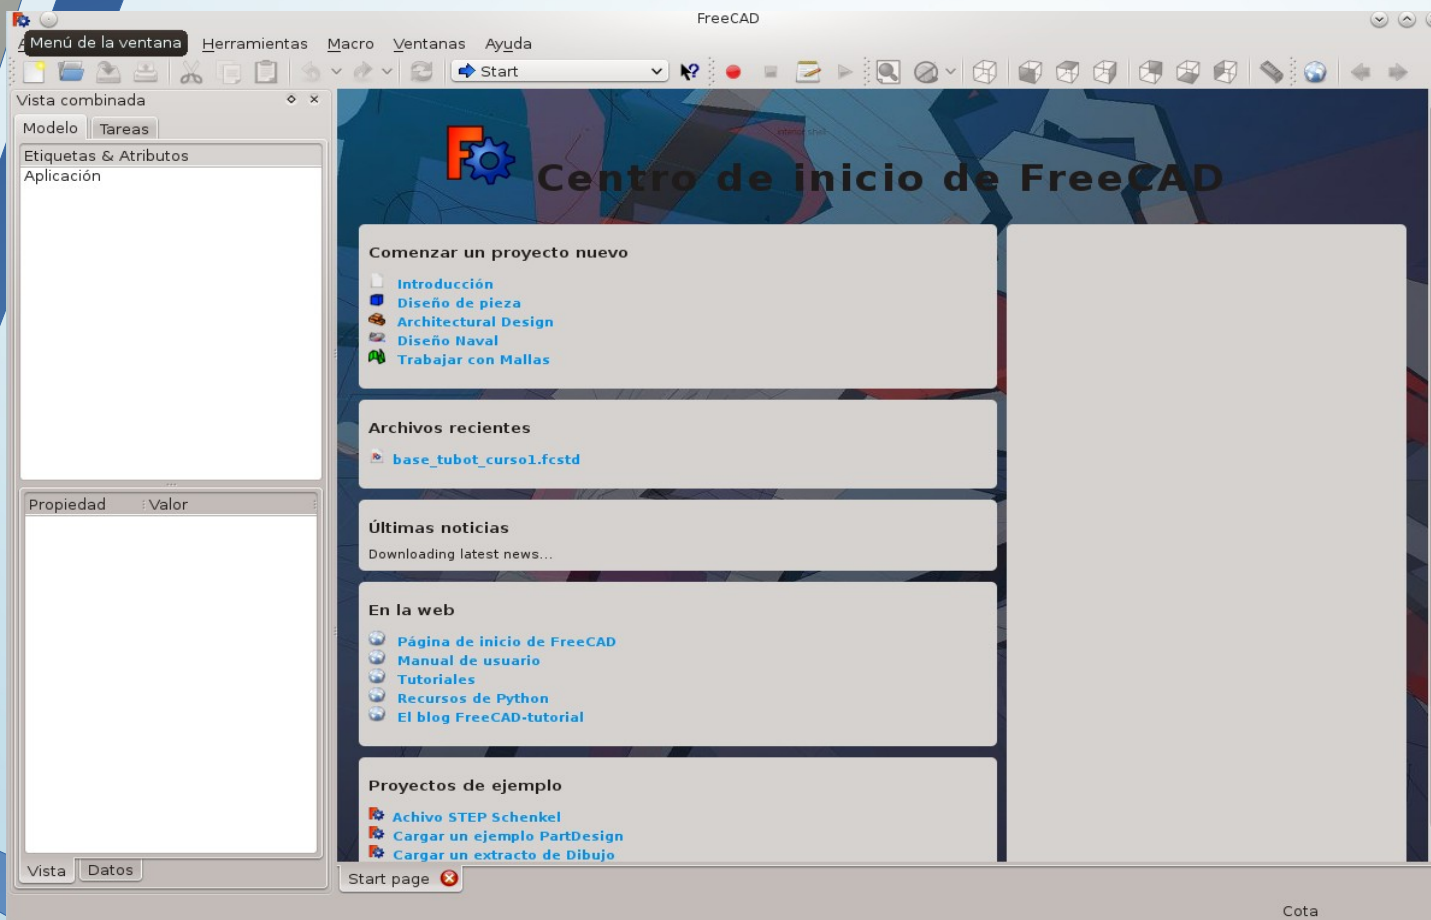 FreeCAD
Menú de la ventana
Herramientas Macro Ventanas Ayuda
Start
Vista combinada
Modelo Tareas
Etiquetas & Atributos
Aplicación
Propiedad Valor
Vista Datos
interior shell
Centro de inicio de FreeCAD
Comenzar un proyecto nuevo
Introducción
Diseño de pieza
Architectural Design
Diseño Naval
Trabajar con Mallas
Archivos recientes
base_tubot_curso1.fcstd
Últimas noticias
Downloading latest news...
En la web
Página de inicio de FreeCAD
Manual de usuario
Tutoriales
Recursos de Python
El blog FreeCAD-tutorial
Proyectos de ejemplo
Achivo STEP Schenkel
Cargar un ejemplo PartDesign
Cargar un extracto de Dibujo
Start page
Cota